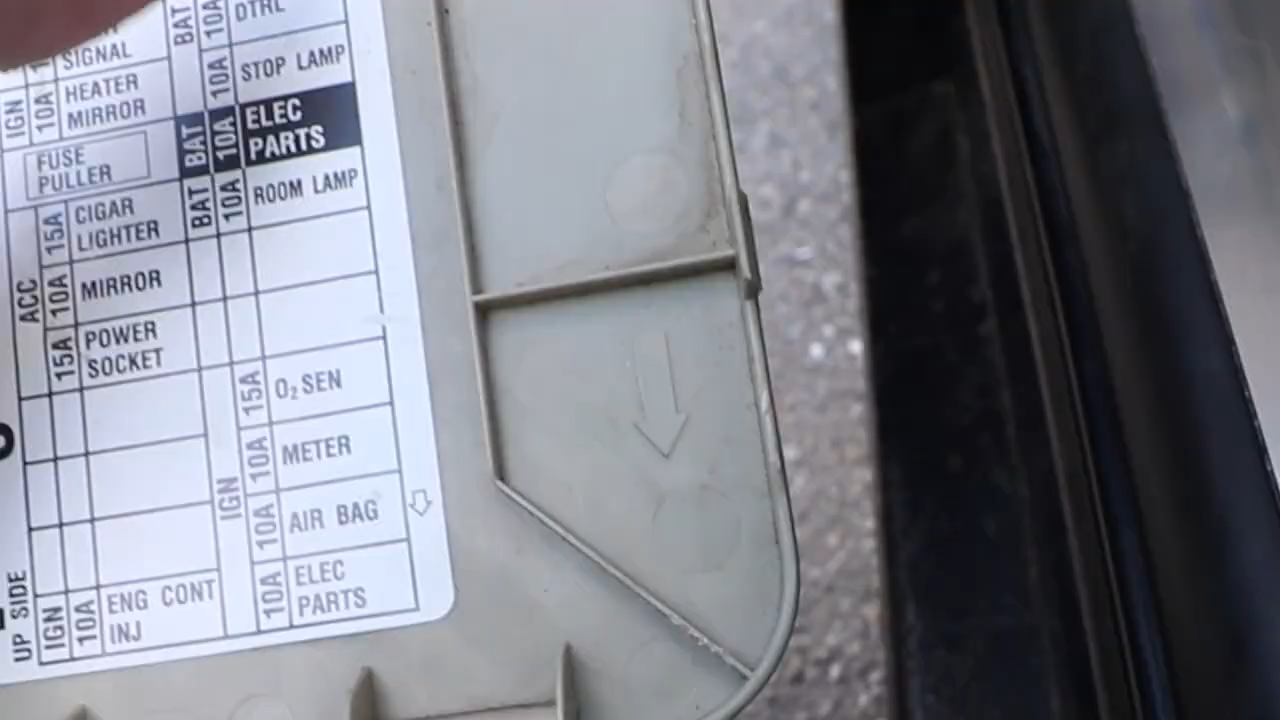 BAT 10A DTRL
SIGNAL
10A STOP LAMP
IGN 10A HEATER
MIRROR
BAT 10A ELEC
PARTS
FUSE
PULLER
BAT 10A ROOM LAMP
ACC 15A CIGAR
LIGHTER
10A MIRROR
15A POWER
SOCKET
IGN 15A O₂ SEN
10A METER
10A AIR BAG
10A ELEC
PARTS
UP SIDE
IGN 10A ENG CONT
INJ